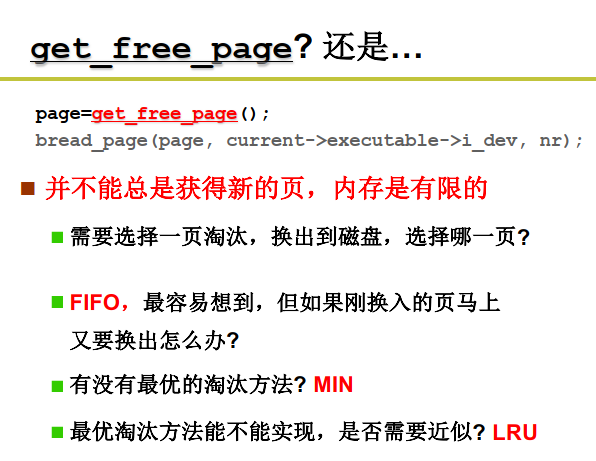 get_free_page? 还是…
page=get_free_page();
bread_page(page, current->executable->i_dev, nr);
并不能总是获得新的页，内存是有限的
需要选择一页淘汰，换出到磁盘，选择哪一页?
FIFO，最容易想到，但如果刚换入的页马上
又要换出怎么办?
有没有最优的淘汰方法? MIN
最优淘汰方法能不能实现，是否需要近似? LRU